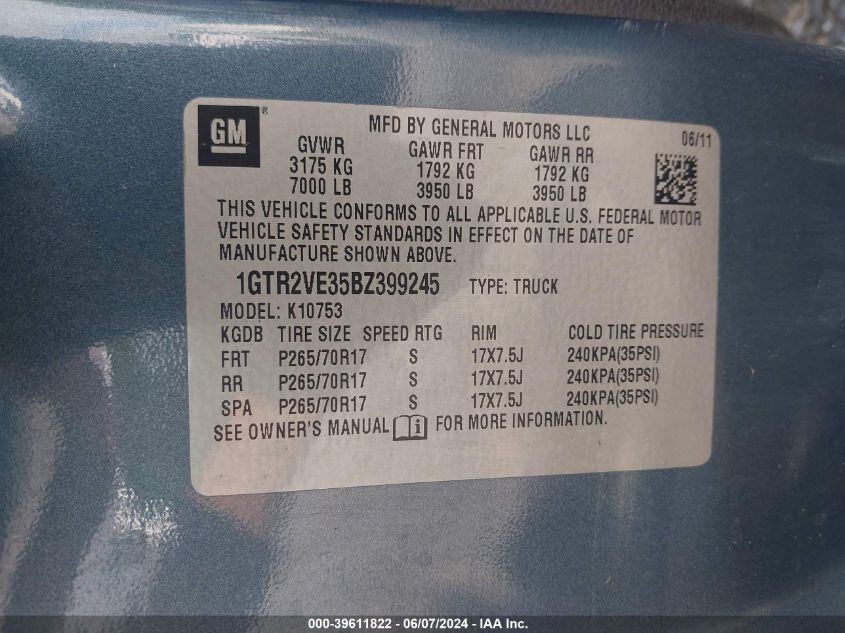 GM®
MFD BY GENERAL MOTORS LLC
06/11
GVWR GAWR FRT GAWR RR
3175 KG 1792 KG 1792 KG
7000 LB 3950 LB 3950 LB
THIS VEHICLE CONFORMS TO ALL APPLICABLE U.S. FEDERAL MOTOR
VEHICLE SAFETY STANDARDS IN EFFECT ON THE DATE OF
MANUFACTURE SHOWN ABOVE.
1GTR2VE35BZ399245 TYPE: TRUCK
MODEL: K10753
KGDB TIRE SIZE SPEED RTG RIM COLD TIRE PRESSURE
FRT P265/70R17 S 17X7.5J 240KPA(35PSI)
RR P265/70R17 S 17X7.5J 240KPA(35PSI)
SPA P265/70R17 S 17X7.5J 240KPA(35PSI)
SEE OWNER'S MANUAL i FOR MORE INFORMATION.
000-39611822 - 06/07/2024 - IAA Inc.